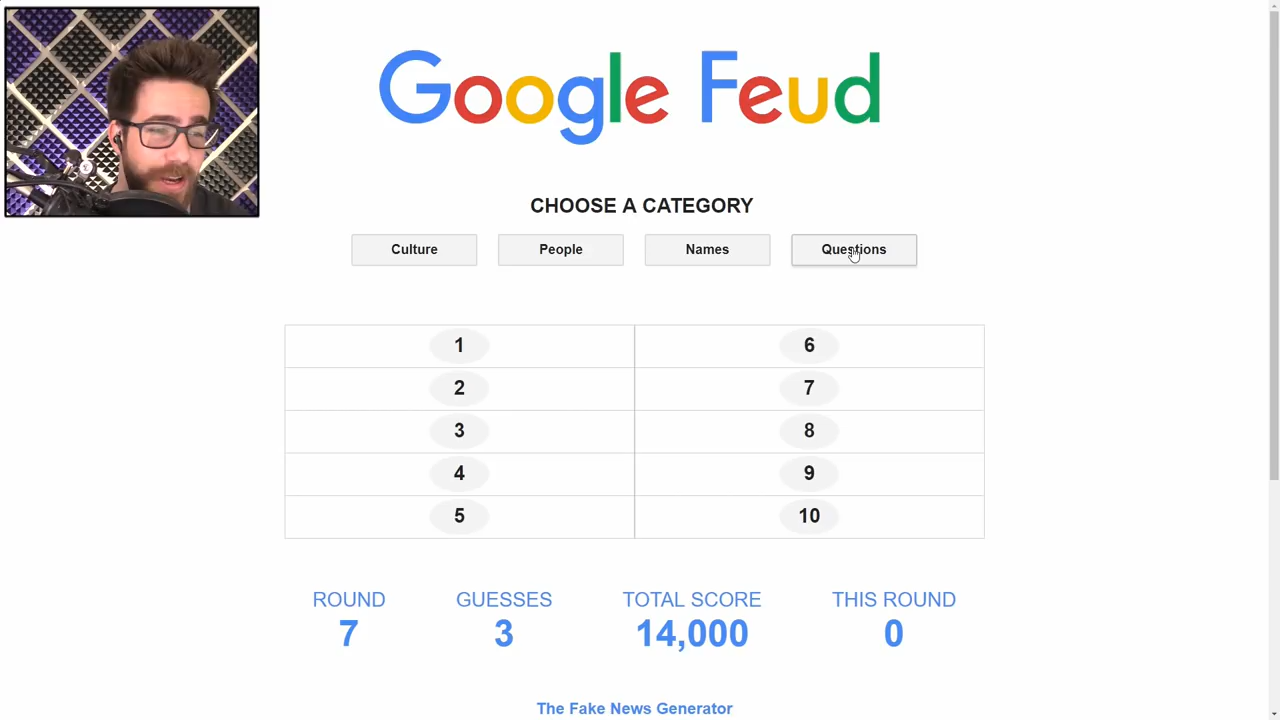 Google Feud
CHOOSE A CATEGORY
Culture People Names Questions
1 6
2 7
3 8
4 9
5 10
ROUND GUESSES TOTAL SCORE THIS ROUND
7 3 14,000 0
The Fake News Generator